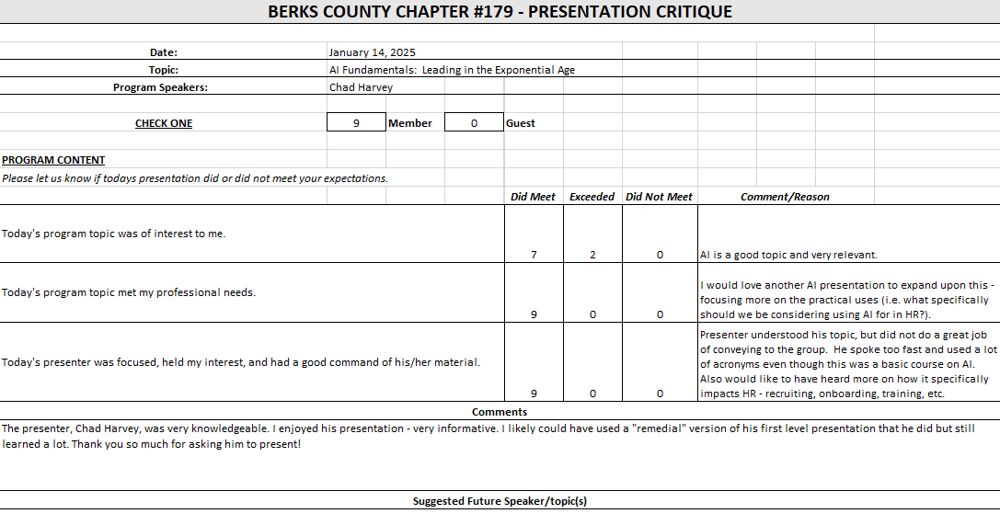 BERKS COUNTY CHAPTER #179 - PRESENTATION CRITIQUE
Date: January 14, 2025
Topic: AI Fundamentals: Leading in the Exponential Age
Program Speakers: Chad Harvey
CHECK ONE 9 Member 0 Guest
PROGRAM CONTENT
Please let us know if todays presentation did or did not meet your expectations.
Did Meet Exceeded Did Not Meet Comment/Reason
Today's program topic was of interest to me.
7 2 0 AI is a good topic and very relevant.
Today's program topic met my professional needs.
9 0 0
I would love another AI presentation to expand upon this -
focusing more on the practical uses (i.e. what specifically
should we be considering using AI for in HR?).
Today's presenter was focused, held my interest, and had a good command of his/her material.
9 0 0
Presenter understood his topic, but did not do a great job
of conveying to the group. He spoke too fast and used a lot
of acronyms even though this was a basic course on AI.
Also would like to have heard more on how it specifically
impacts HR - recruiting, onboarding, training, etc.
Comments
The presenter, Chad Harvey, was very knowledgeable. I enjoyed his presentation - very informative. I likely could have used a "remedial" version of his first level presentation that he did but still
learned a lot. Thank you so much for asking him to present!
Suggested Future Speaker/topic(s)